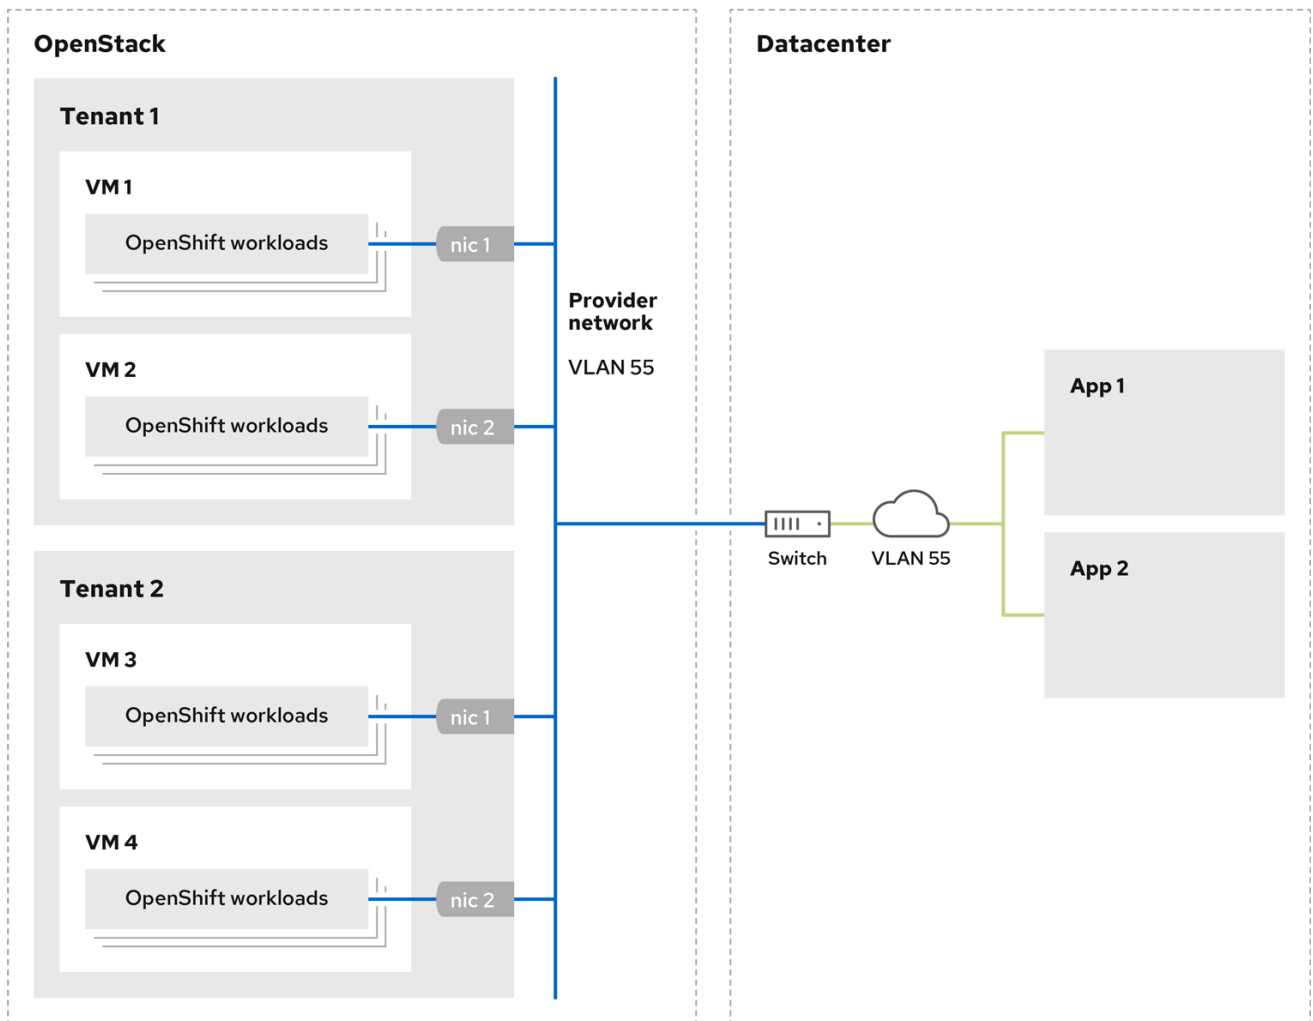 OpenStack
Tenant 1
VM 1
OpenShift workloads
nic 1
VM 2
OpenShift workloads
nic 2
Provider
network
VLAN 55
Tenant 2
VM 3
OpenShift workloads
nic 1
VM 4
OpenShift workloads
nic 2
Datacenter
Switch
VLAN 55
App 1
App 2